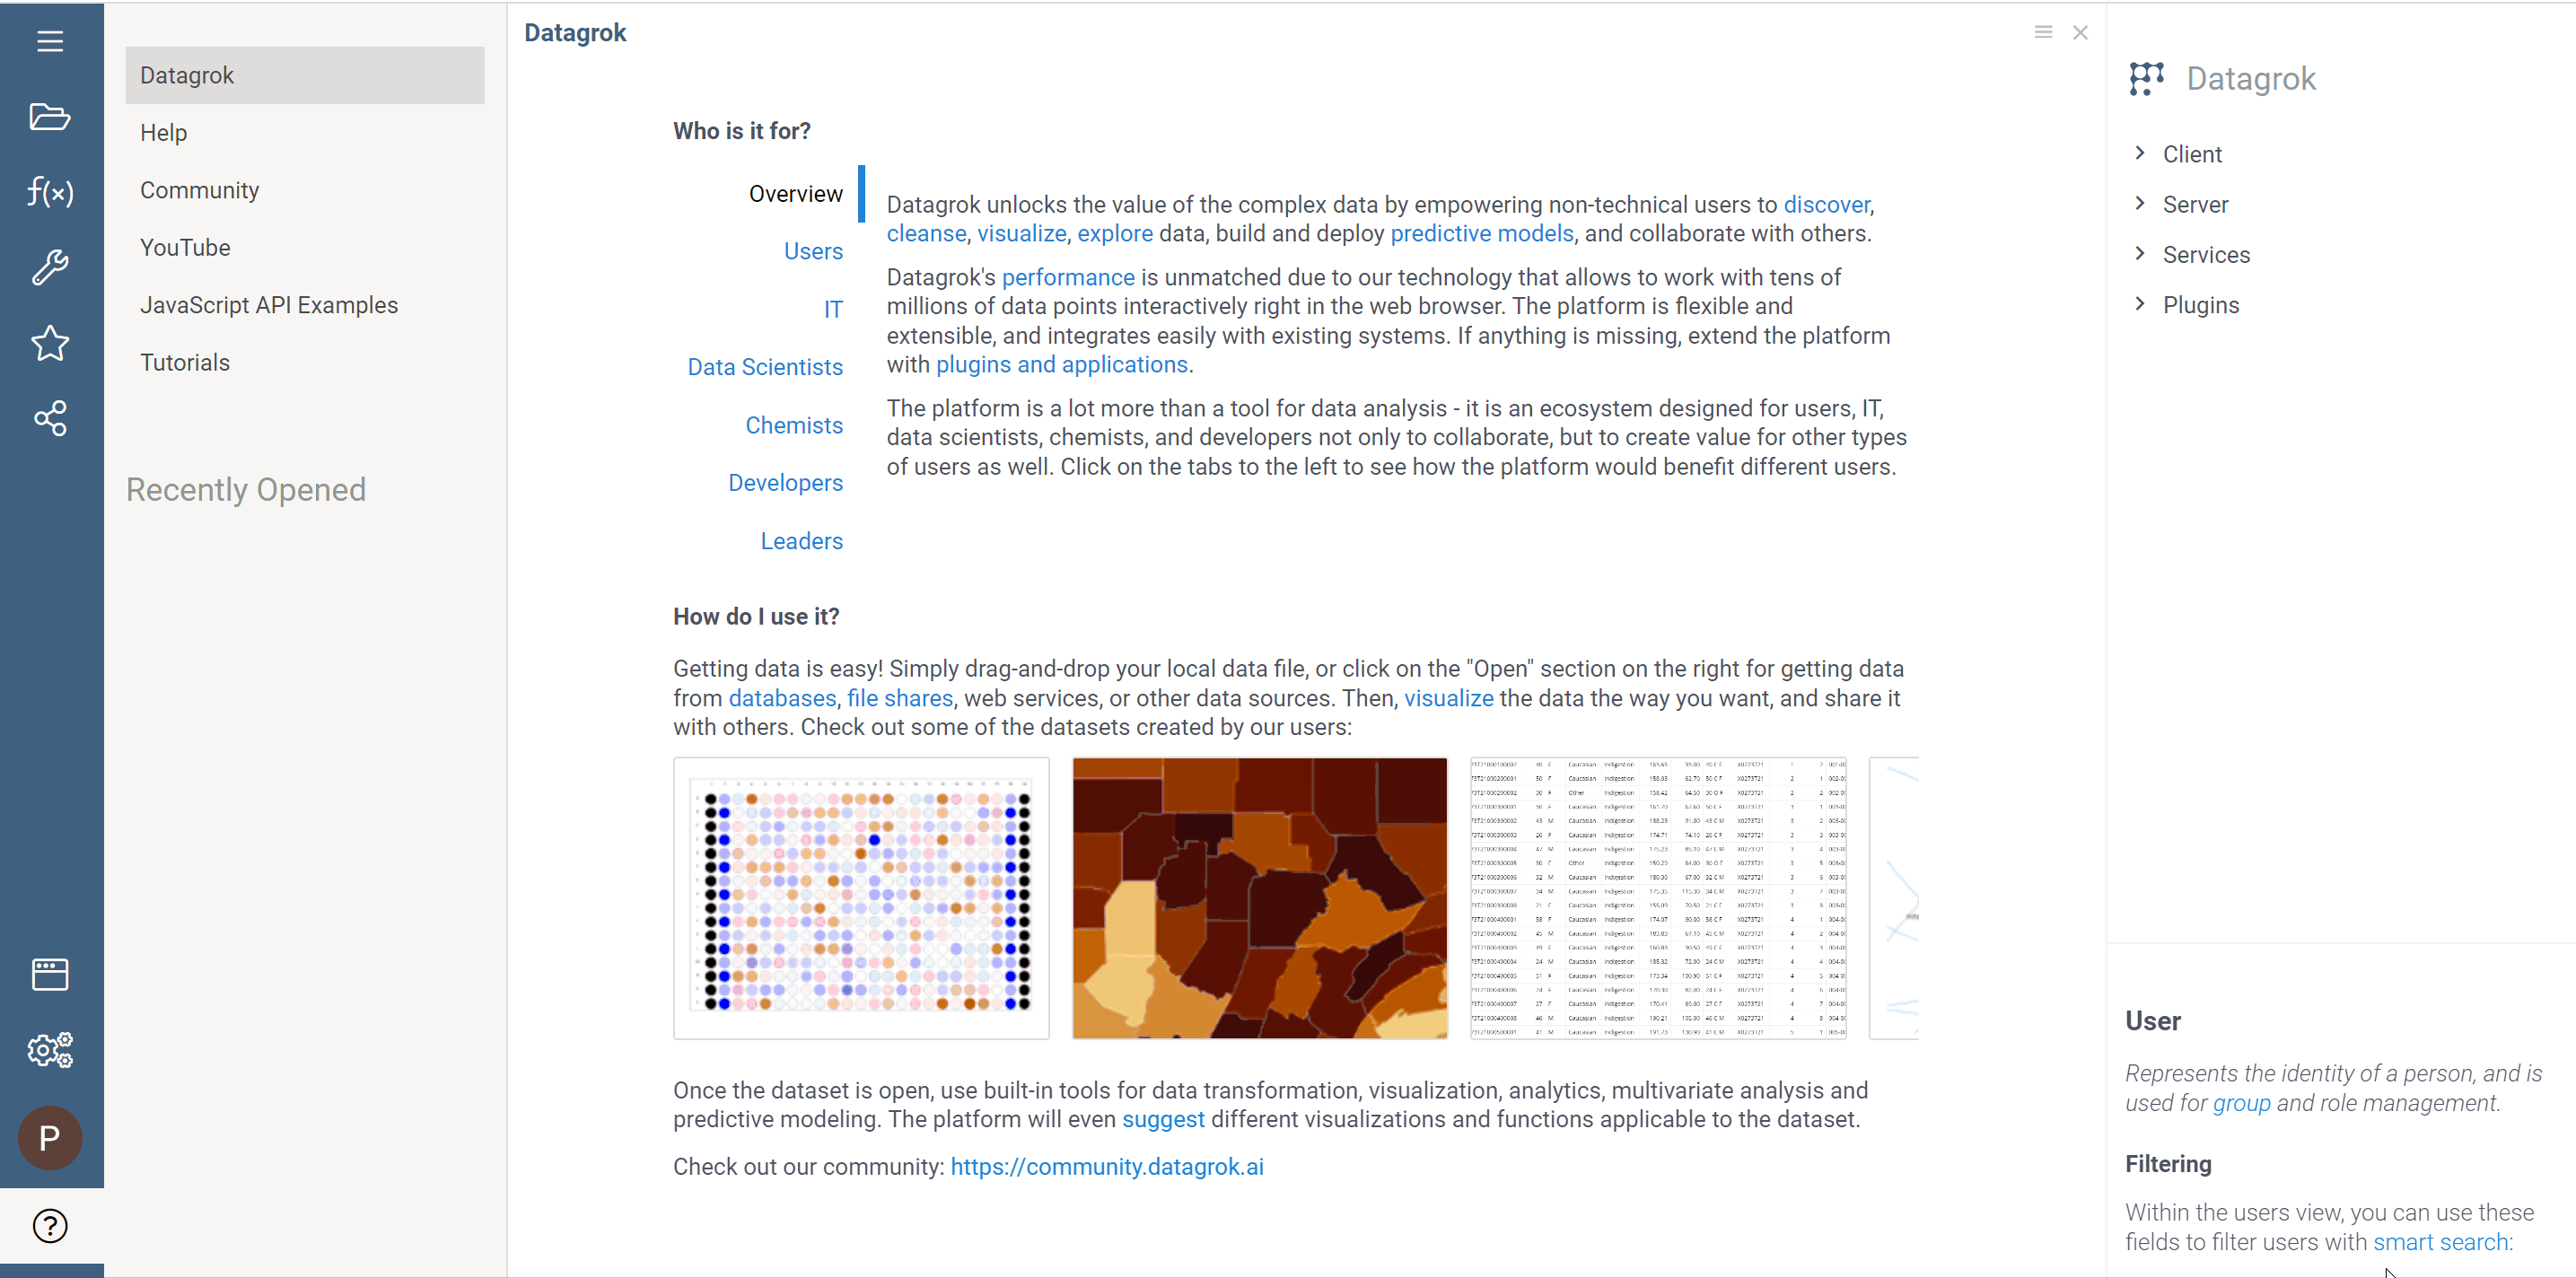 Datagrok
Help
Community
YouTube
JavaScript API Examples
Tutorials
Recently Opened
f(x)
P
?
Datagrok
Who is it for?
Overview
Users
IT
Data Scientists
Chemists
Developers
Leaders
Datagrok unlocks the value of the complex data by empowering non-technical users to discover,
cleanse, visualize, explore data, build and deploy predictive models, and collaborate with others.
Datagrok's performance is unmatched due to our technology that allows to work with tens of
millions of data points interactively right in the web browser. The platform is flexible and
extensible, and integrates easily with existing systems. If anything is missing, extend the platform
with plugins and applications.
The platform is a lot more than a tool for data analysis - it is an ecosystem designed for users, IT,
data scientists, chemists, and developers not only to collaborate, but to create value for other types
of users as well. Click on the tabs to the left to see how the platform would benefit different users.
How do I use it?
Getting data is easy! Simply drag-and-drop your local data file, or click on the "Open" section on the right for getting data
from databases, file shares, web services, or other data sources. Then, visualize the data the way you want, and share it
with others. Check out some of the datasets created by our users:
Once the dataset is open, use built-in tools for data transformation, visualization, analytics, multivariate analysis and
predictive modeling. The platform will even suggest different visualizations and functions applicable to the dataset.
Check out our community: https://community.datagrok.ai
Datagrok
Client
Server
Services
Plugins
User
Represents the identity of a person, and is
used for group and role management.
Filtering
Within the users view, you can use these
fields to filter users with smart search: